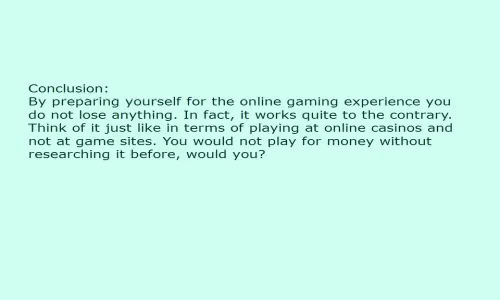 Conclusion:
By preparing yourself for the online gaming experience you
do not lose anything. In fact, it works quite to the contrary.
Think of it just like in terms of playing at online casinos and
not at game sites. You would not play for money without
researching it before, would you?